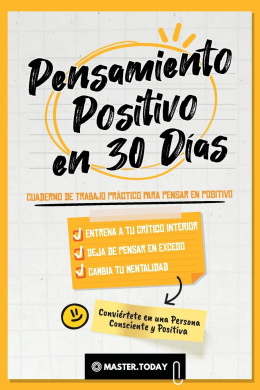 Pensamiento
Positivo
en 30 Días
CUADERNO DE TRABAJO PRÁCTICO PARA PENSAR EN POSITIVO
ENTRENA A TU CRÍTICO INTERIOR
DEJA DE PENSAR EN EXCESO
CAMBIA TU MENTALIDAD
Conviértete en una Persona
Consciente y Positiva
MASTER.TODAY